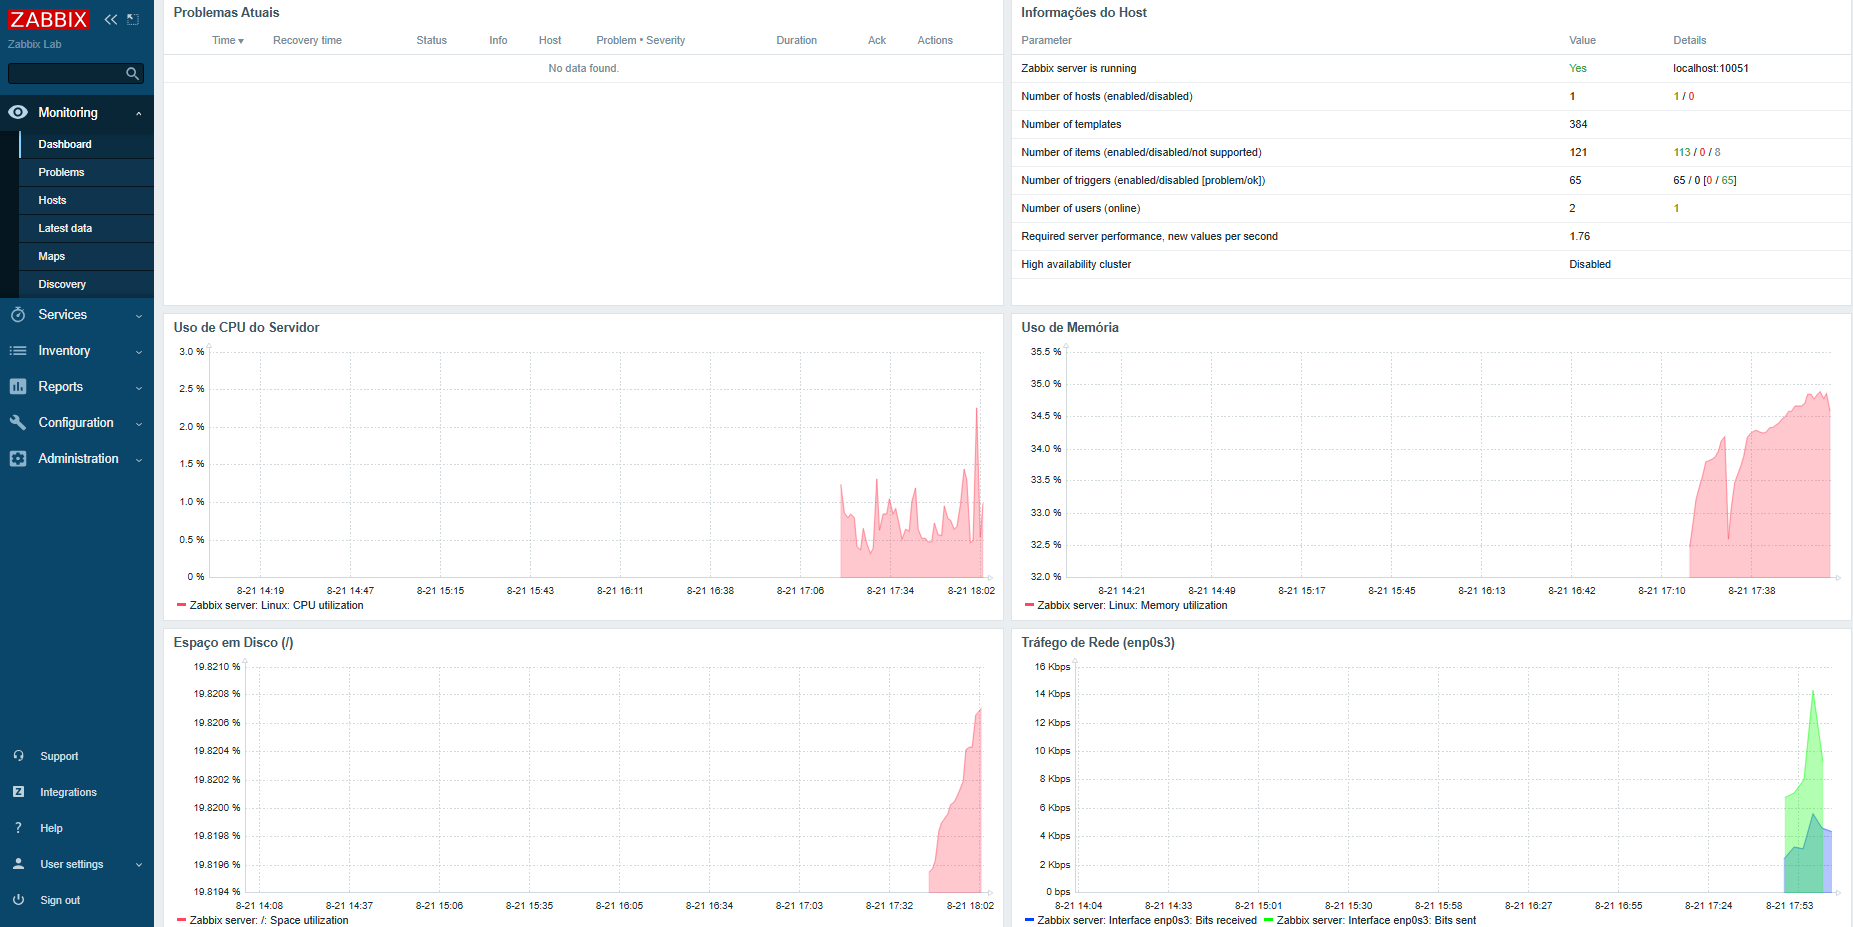 ZABBIX
Zabbix Lab
Monitoring
Dashboard
Problems
Hosts
Latest data
Maps
Discovery
Services
Inventory
Reports
Configuration
Administration
Support
Integrations
Help
User settings
Sign out
Problemas Atuais
Time Recovery time Status Info Host Problem • Severity Duration Ack Actions
No data found.
Informações do Host
Parameter Value Details
Zabbix server is running Yes localhost:10051
Number of hosts (enabled/disabled) 1 1 / 0
Number of templates 384
Number of items (enabled/disabled/not supported) 121 113 / 0 / 8
Number of triggers (enabled/disabled [problem/ok]) 65 65 / 0 [0 / 65]
Number of users (online) 2 1
Required server performance, new values per second 1.76
High availability cluster Disabled
Uso de CPU do Servidor
3.0 %
2.5 %
2.0 %
1.5 %
1.0 %
0.5 %
0 %
8-21 14:19 8-21 14:47 8-21 15:15 8-21 15:43 8-21 16:11 8-21 16:38 8-21 17:06 8-21 17:34 8-21 18:02
Zabbix server: Linux: CPU utilization
Uso de Memória
35.5 %
35.0 %
34.5 %
34.0 %
33.5 %
33.0 %
32.5 %
32.0 %
8-21 14:21 8-21 14:49 8-21 15:17 8-21 15:45 8-21 16:13 8-21 16:42 8-21 17:10 8-21 17:38
Zabbix server: Linux: Memory utilization
Espaço em Disco (/)
19.8210 %
19.8208 %
19.8206 %
19.8204 %
19.8202 %
19.8200 %
19.8198 %
19.8196 %
19.8194 %
8-21 14:08 8-21 14:37 8-21 15:06 8-21 15:35 8-21 16:05 8-21 16:34 8-21 17:03 8-21 17:32 8-21 18:02
Zabbix server: /: Space utilization
Tráfego de Rede (enp0s3)
16 Kbps
14 Kbps
12 Kbps
10 Kbps
8 Kbps
6 Kbps
4 Kbps
2 Kbps
0 bps
8-21 14:04 8-21 14:33 8-21 15:01 8-21 15:30 8-21 15:58 8-21 16:27 8-21 16:55 8-21 17:24 8-21 17:53
Zabbix server: Interface enp0s3: Bits received Zabbix server: Interface enp0s3: Bits sent